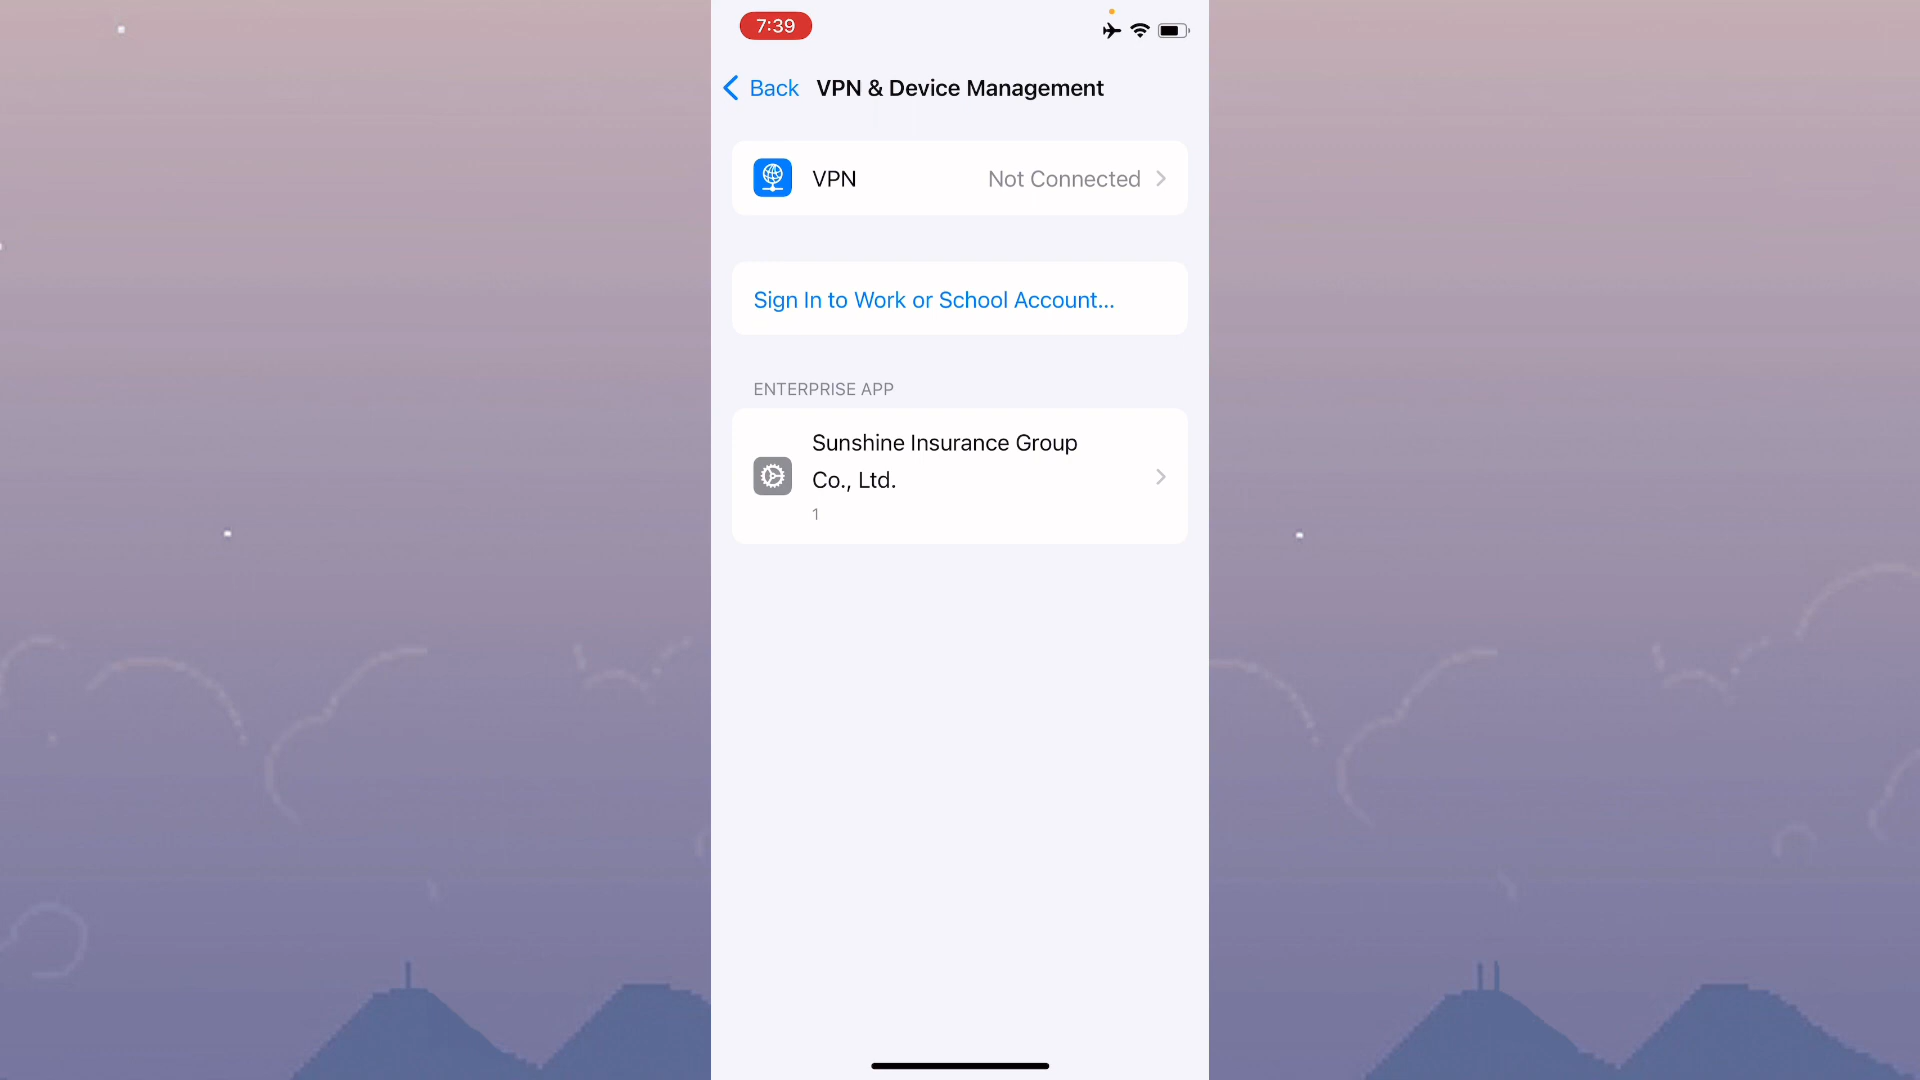 7:39
Back VPN & Device Management
VPN Not Connected
Sign In to Work or School Account...
ENTERPRISE APP
Sunshine Insurance Group
Co., Ltd.
1